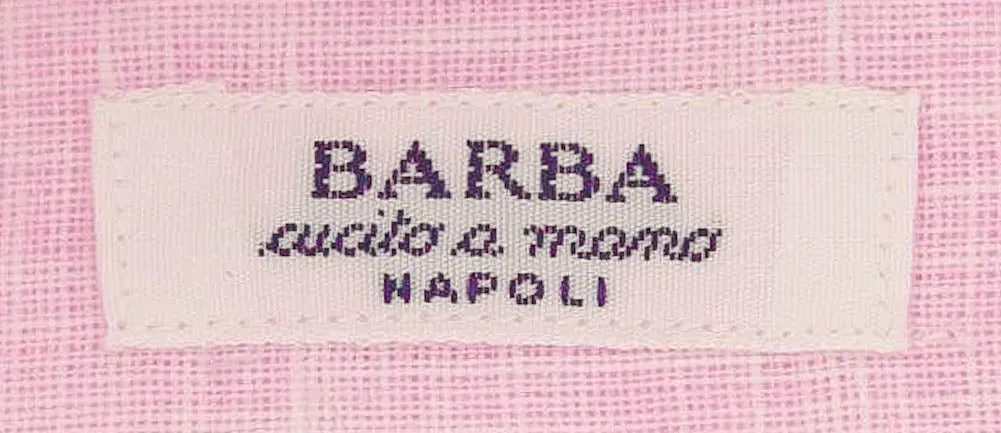 BARBA
cucito a mano
NAPOLI